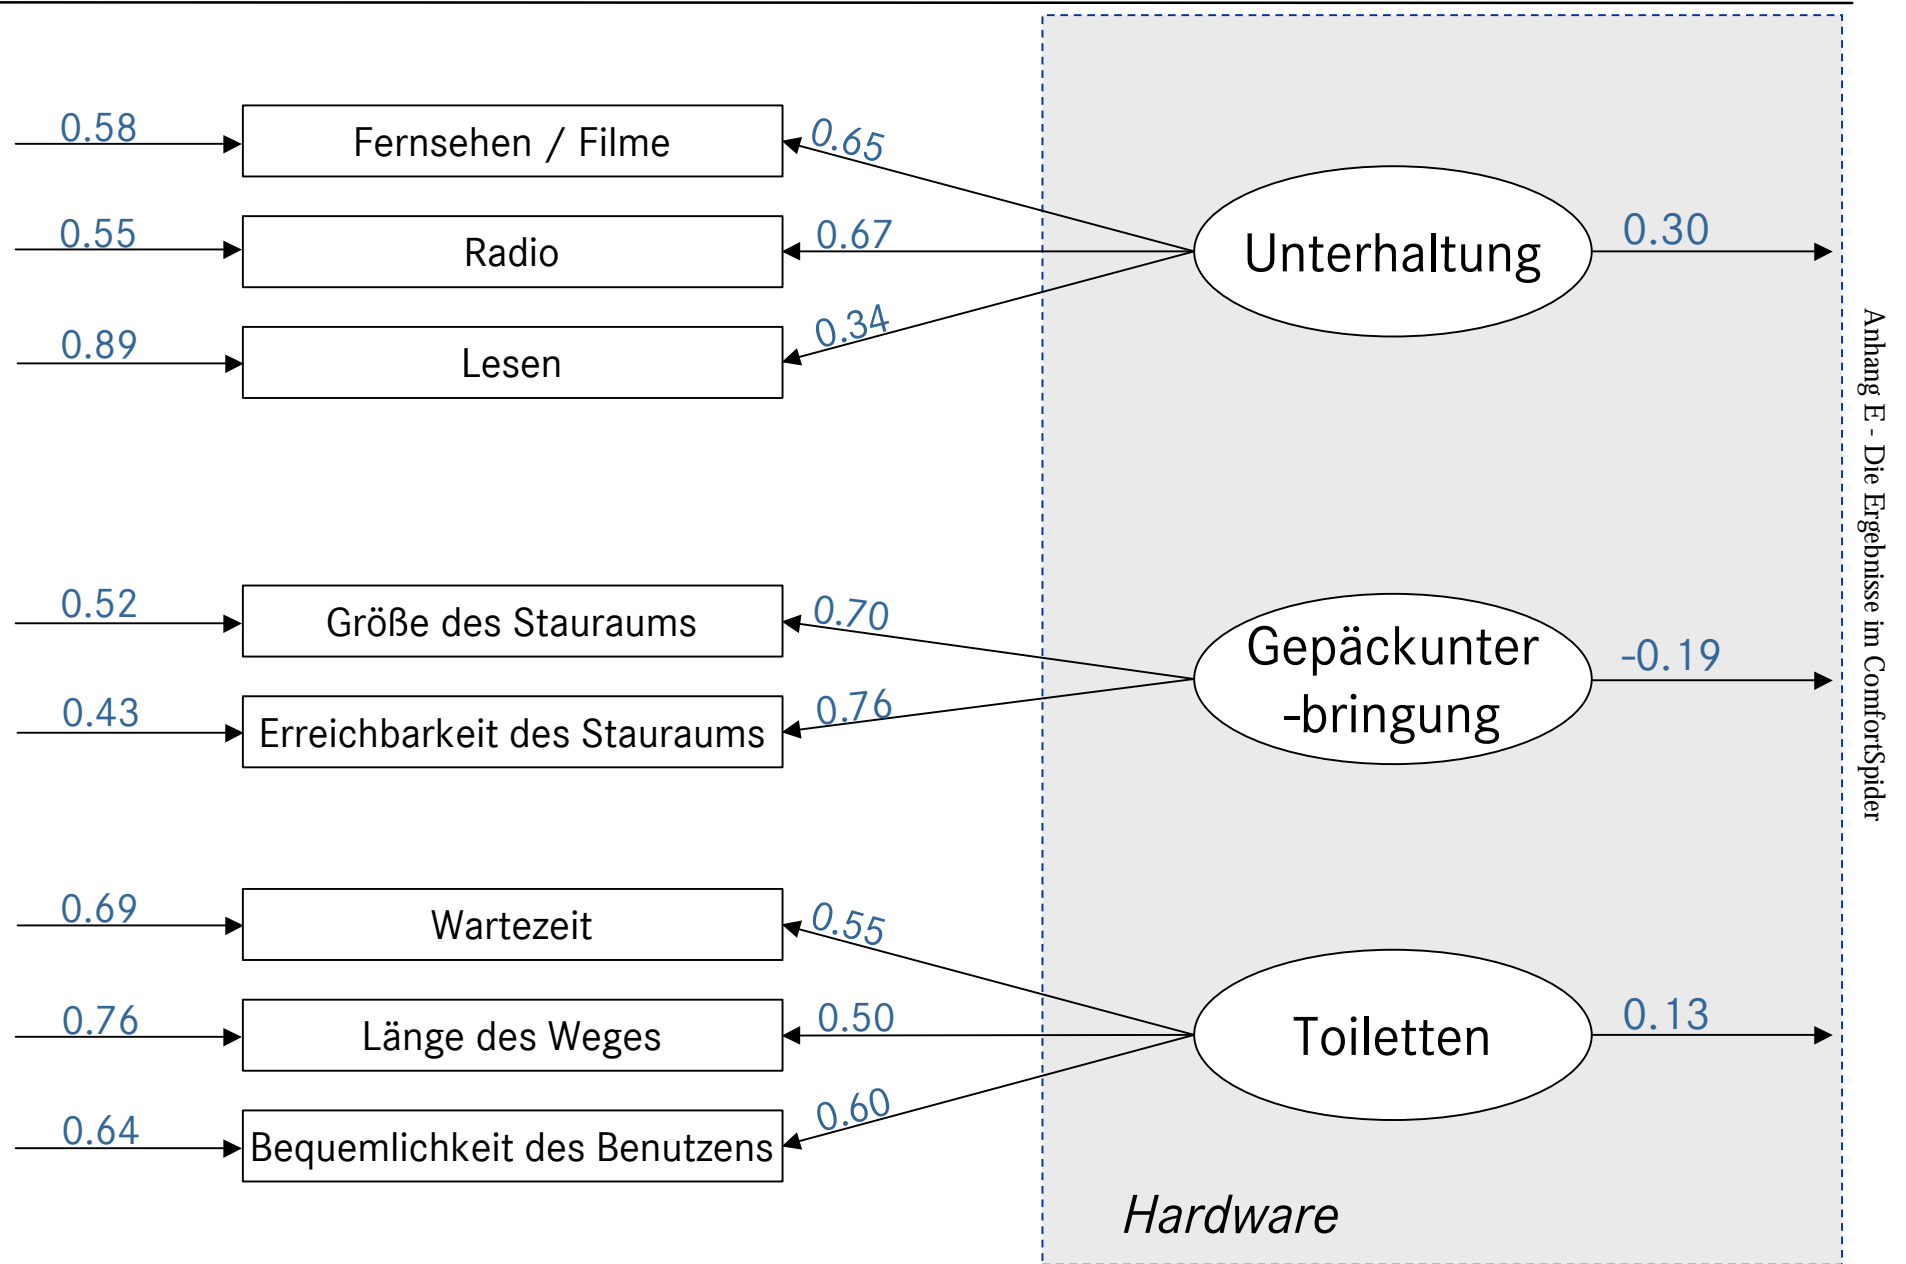 0.58
Fernsehen / Filme
0.65
0.55
Radio
0.67
Unterhaltung
0.30
0.89
Lesen
0.34
0.52
Größe des Stauraums
0.70
Gepäckunter
-bringung
-0.19
0.43
Erreichbarkeit des Stauraums
0.76
0.69
Wartezeit
0.55
0.76
Länge des Weges
0.50
Toiletten
0.13
0.64
Bequemlichkeit des Benutzens
0.60
Hardware
Anhang E - Die Ergebnisse im ComfortSpider